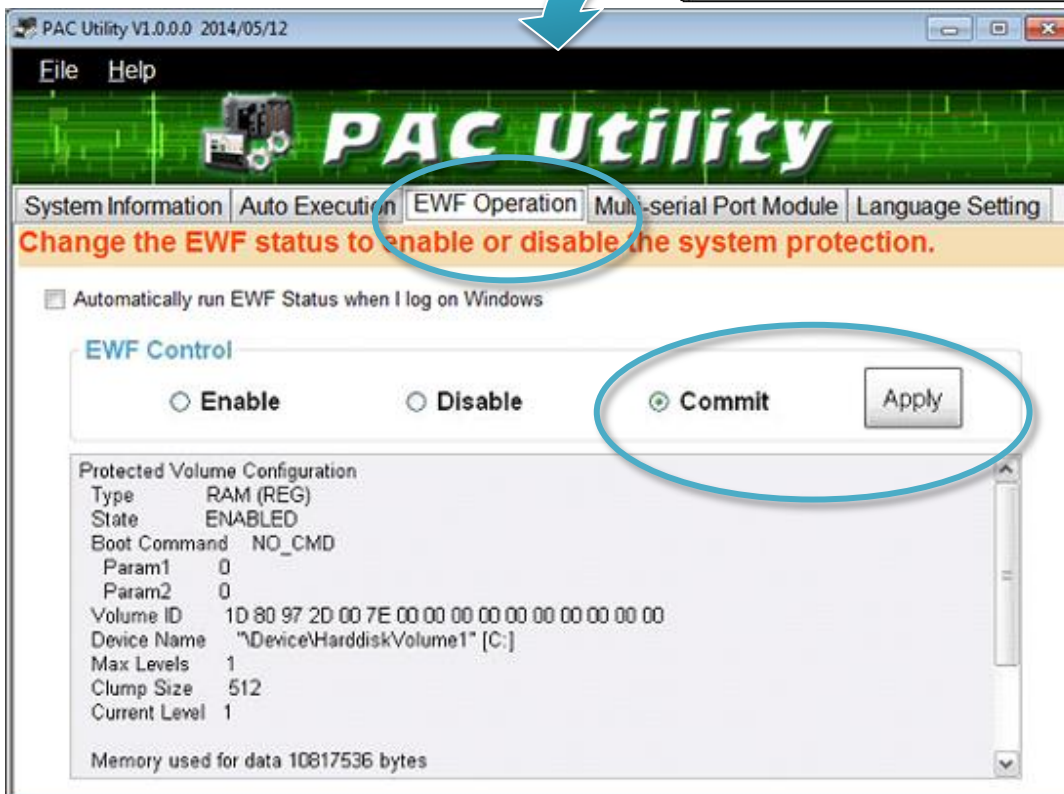 PAC Utility V1.0.0.0 2014/05/12
File Help
PAC Utility
System Information Auto Execution EWF Operation Multi-serial Port Module Language Setting
Change the EWF status to enable or disable the system protection.
Automatically run EWF Status when I log on Windows
EWF Control
Enable Disable Commit Apply
Protected Volume Configuration
Type RAM (REG)
State ENABLED
Boot Command NO_CMD
Param1 0
Param2 0
Volume ID 1D 80 97 2D 00 7E 00 00 00 00 00 00 00 00 00 00
Device Name "\Device\HarddiskVolume1" [C:]
Max Levels 1
Clump Size 512
Current Level 1
Memory used for data 10817536 bytes